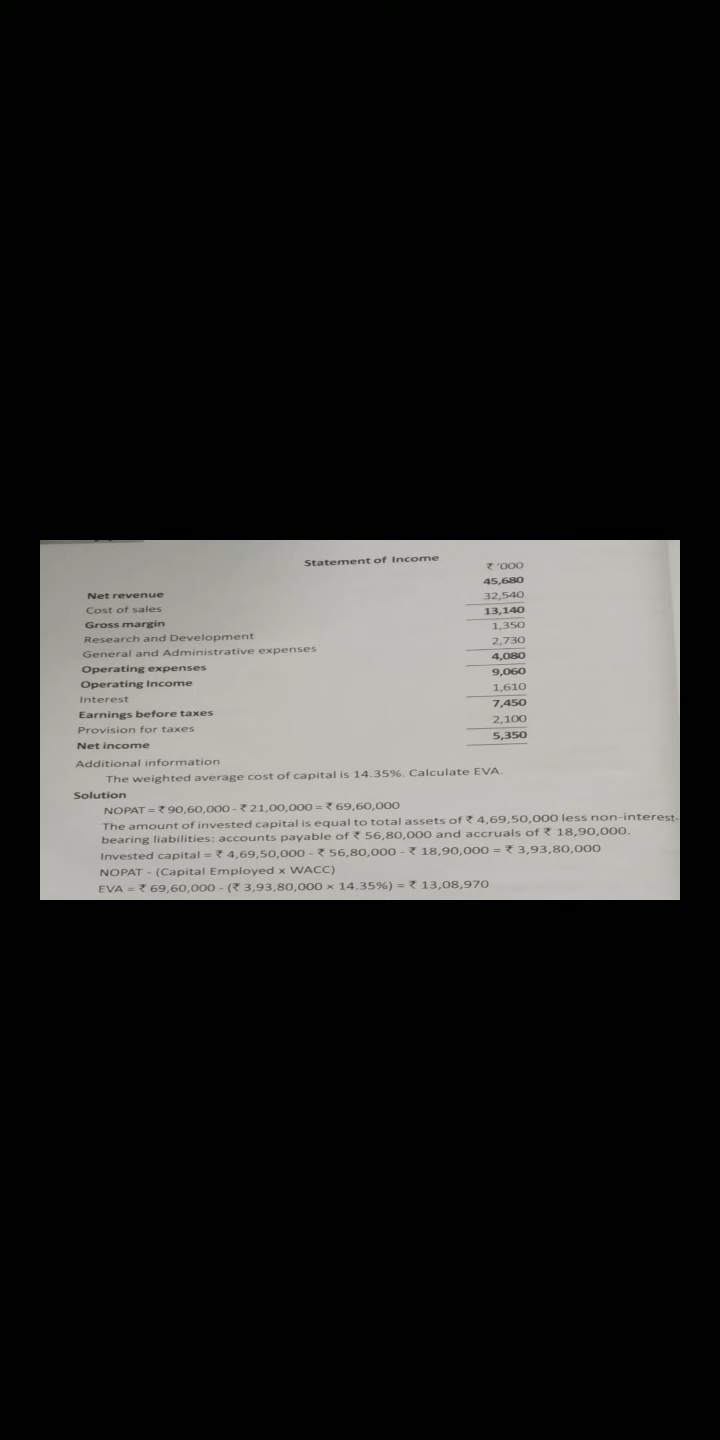 Statement of Income
₹ '000
Net revenue 45,680
Cost of sales 32,540
Gross margin 13,140
Research and Development 1,350
General and Administrative expenses 2,730
Operating expenses 4,080
Operating Income 9,060
Interest 1,610
Earnings before taxes 7,450
Provision for taxes 2,100
Net income 5,350
Additional information
The weighted average cost of capital is 14.35%. Calculate EVA.
Solution
NOPAT = ₹ 90,60,000 - ₹ 21,00,000 = ₹ 69,60,000
The amount of invested capital is equal to total assets of ₹ 4,69,50,000 less non-interest-
bearing liabilities: accounts payable of ₹ 56,80,000 and accruals of ₹ 18,90,000.
Invested capital = ₹ 4,69,50,000 - ₹ 56,80,000 - ₹ 18,90,000 = ₹ 3,93,80,000
NOPAT - (Capital Employed x WACC)
EVA = ₹ 69,60,000 - (₹ 3,93,80,000 × 14.35%) = ₹ 13,08,970